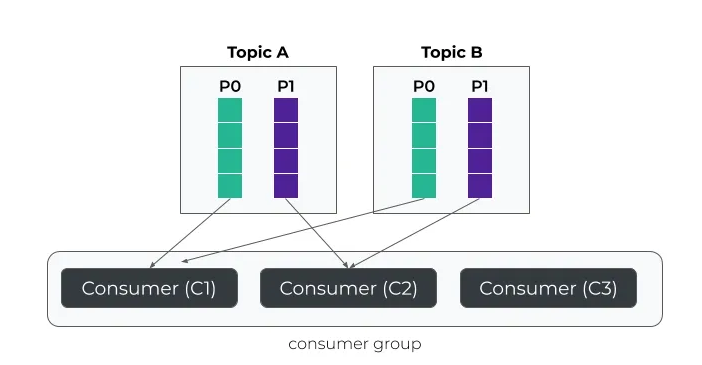 Topic A
Topic B
P0 P1
P0 P1
Consumer (C1)
Consumer (C2)
Consumer (C3)
consumer group